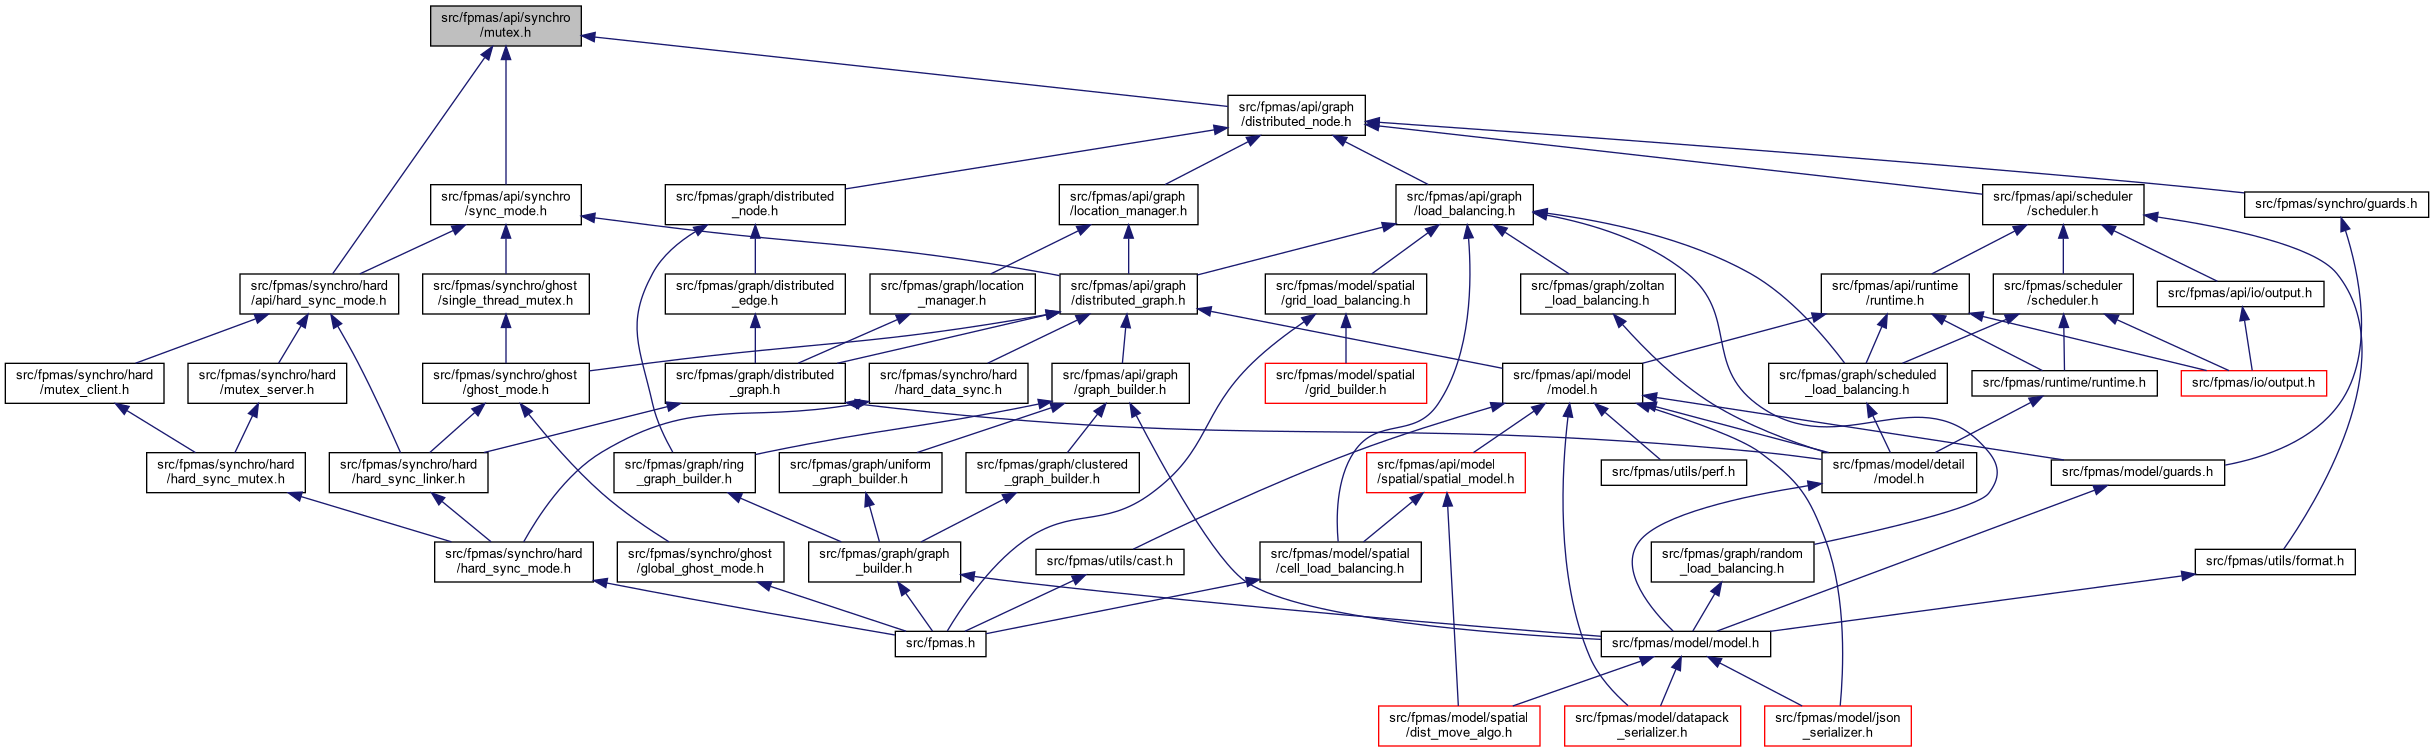 src/fpmas/api/synchro
/mutex.h
src/fpmas/api/graph
/distributed_node.h
src/fpmas/api/synchro
/sync_mode.h
src/fpmas/graph/distributed
_node.h
src/fpmas/api/graph
/location_manager.h
src/fpmas/api/graph
/load_balancing.h
src/fpmas/api/scheduler
/scheduler.h
src/fpmas/synchro/guards.h
src/fpmas/synchro/hard
/api/hard_sync_mode.h
src/fpmas/synchro/ghost
/single_thread_mutex.h
src/fpmas/graph/distributed
_edge.h
src/fpmas/graph/location
_manager.h
src/fpmas/api/graph
/distributed_graph.h
src/fpmas/model/spatial
/grid_load_balancing.h
src/fpmas/graph/zoltan
_load_balancing.h
src/fpmas/api/runtime
/runtime.h
src/fpmas/scheduler
/scheduler.h
src/fpmas/api/io/output.h
src/fpmas/synchro/hard
/mutex_client.h
src/fpmas/synchro/hard
/mutex_server.h
src/fpmas/synchro/ghost
/ghost_mode.h
src/fpmas/graph/distributed
_graph.h
src/fpmas/synchro/hard
/hard_data_sync.h
src/fpmas/api/graph
/graph_builder.h
src/fpmas/model/spatial
/grid_builder.h
src/fpmas/api/model
/model.h
src/fpmas/graph/scheduled
_load_balancing.h
src/fpmas/runtime/runtime.h
src/fpmas/io/output.h
src/fpmas/synchro/hard
/hard_sync_mutex.h
src/fpmas/synchro/hard
/hard_sync_linker.h
src/fpmas/graph/ring
_graph_builder.h
src/fpmas/graph/uniform
_graph_builder.h
src/fpmas/graph/clustered
_graph_builder.h
src/fpmas/api/model
/spatial/spatial_model.h
src/fpmas/utils/perf.h
src/fpmas/model/detail
/model.h
src/fpmas/model/guards.h
src/fpmas/synchro/hard
/hard_sync_mode.h
src/fpmas/synchro/ghost
/global_ghost_mode.h
src/fpmas/graph/graph
_builder.h
src/fpmas/utils/cast.h
src/fpmas/model/spatial
/cell_load_balancing.h
src/fpmas/graph/random
_load_balancing.h
src/fpmas/utils/format.h
src/fpmas.h
src/fpmas/model/model.h
src/fpmas/model/spatial
/dist_move_algo.h
src/fpmas/model/datapack
_serializer.h
src/fpmas/model/json
_serializer.h